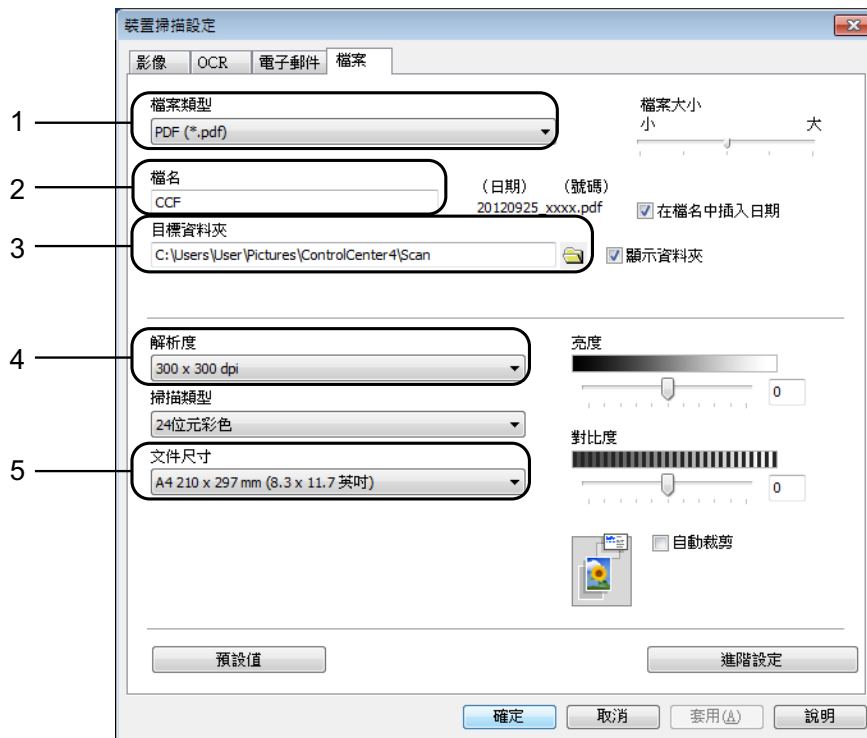 裝置掃描設定
影像 OCR 電子郵件 檔案
1
檔案類型
PDF (*.pdf)
檔案大小
小 大
2
檔名
CCF
(日期) (號碼)
20120925_xxxx.pdf
在檔名中插入日期
3
目標資料夾
C:\Users\User\Pictures\ControlCenter4\Scan
顯示資料夾
4
解析度
300 x 300 dpi
亮度
0
掃描類型
24位元彩色
對比度
0
5
文件尺寸
A4 210 x 297 mm (8.3 x 11.7 英吋)
自動裁剪
預設值 進階設定
確定 取消 套用(A) 說明